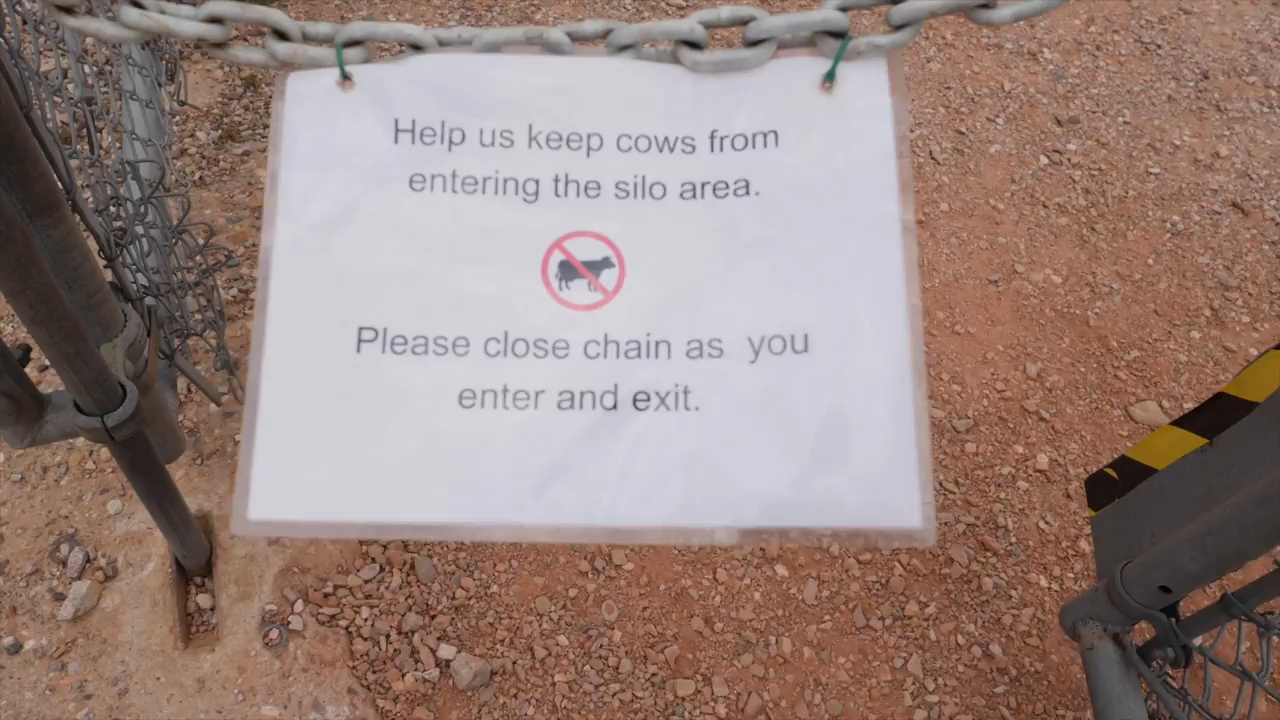 Help us keep cows from
entering the silo area.
Please close chain as you
enter and exit.